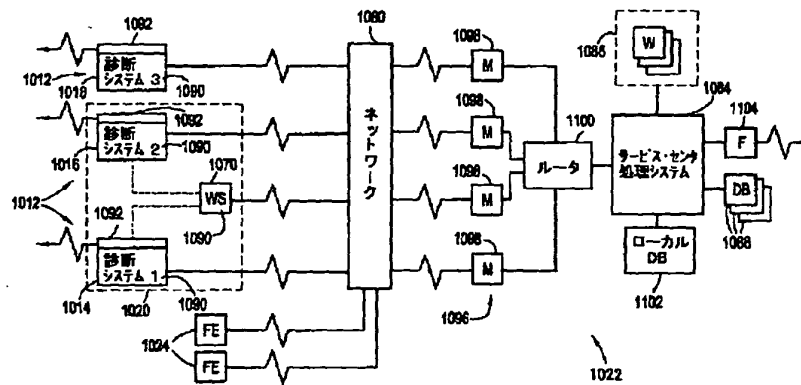 1092
診断
システム 3
1090
1012
1018
1092
診断
システム 2
1090
1016
1070
WS
1090
1012
1092
診断
システム 1
1090
1014
1020
FE
1024
FE
1080
ネットワーク
1098
M
1098
M
1098
M
1098
M
1096
1100
ルータ
1085
W
1084
サービス・センタ
処理システム
1104
F
DB
1088
ローカル
DB
1102
1022